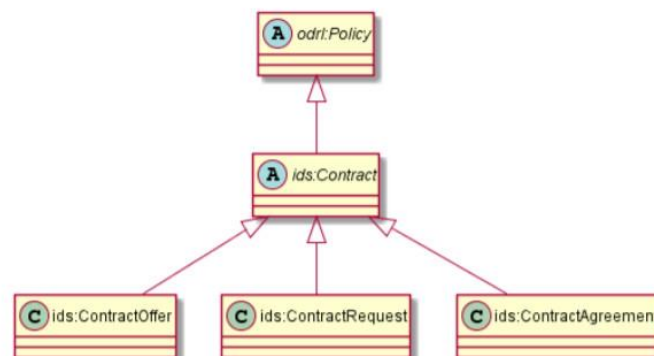 A odrl:Policy
A ids:Contract
C ids:ContractOffer
C ids:ContractRequest
C ids:ContractAgreemen